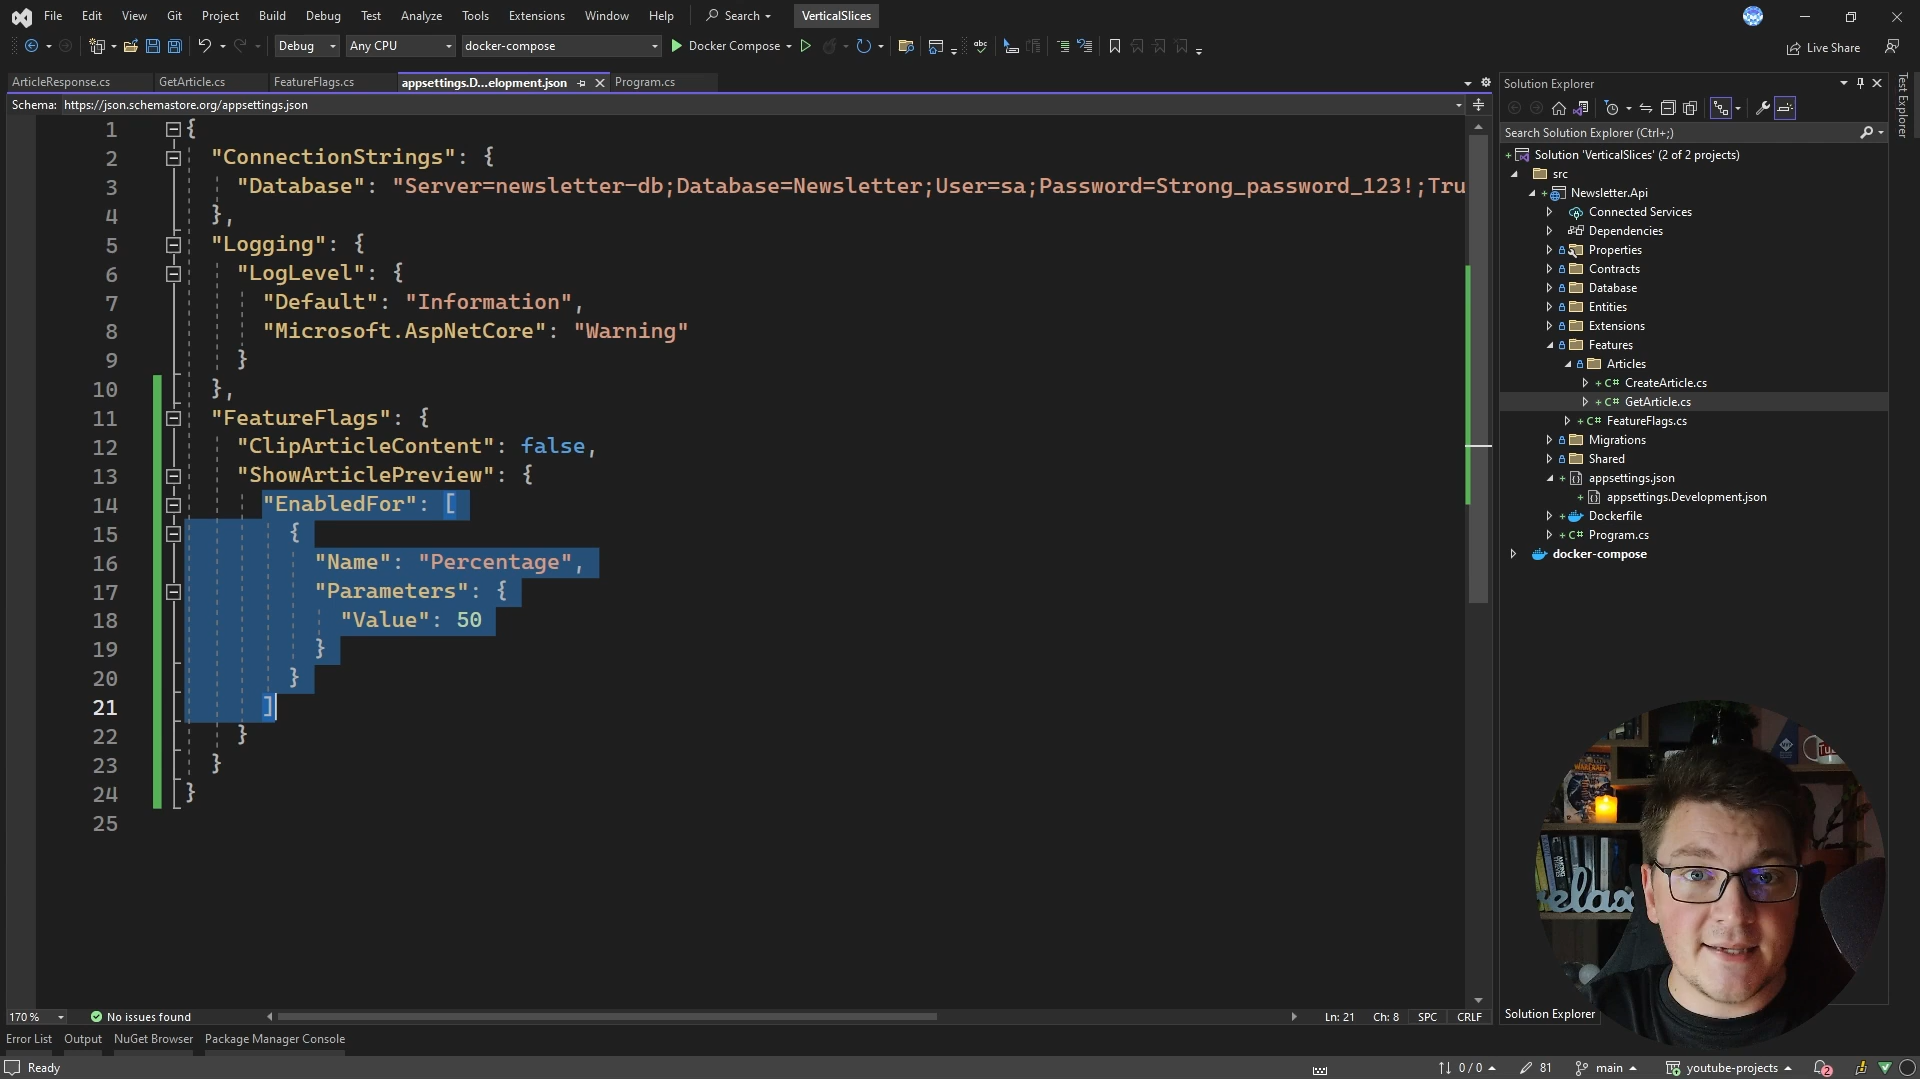 File Edit View Git Project Build Debug Test Analyze Tools Extensions Window Help Search VerticalSlices
Debug Any CPU docker-compose Docker Compose Live Share
ArticleResponse.cs GetArticle.cs FeatureFlags.cs appsettings.D...elopment.json Program.cs
Schema: https://json.schemastore.org/appsettings.json
1 {
2 "ConnectionStrings": {
3 "Database": "Server=newsletter-db;Database=Newsletter;User=sa;Password=Strong_password_123!;Tru
4 },
5 "Logging": {
6 "LogLevel": {
7 "Default": "Information",
8 "Microsoft.AspNetCore": "Warning"
9 }
10 },
11 "FeatureFlags": {
12 "ClipArticleContent": false,
13 "ShowArticlePreview": {
14 "EnabledFor": [
15 {
16 "Name": "Percentage",
17 "Parameters": {
18 "Value": 50
19 }
20 }
21 ]
22 }
23 }
24 }
25
170 % No issues found Ln: 21 Ch: 8 SPC CRLF
Error List Output NuGet Browser Package Manager Console
Ready 0 / 0 81 main youtube-projects 2
Solution Explorer
Search Solution Explorer (Ctrl+;)
Solution 'VerticalSlices' (2 of 2 projects)
src
Newsletter.Api
Connected Services
Dependencies
Properties
Contracts
Database
Entities
Extensions
Features
Articles
C# CreateArticle.cs
C# GetArticle.cs
C# FeatureFlags.cs
Migrations
Shared
appsettings.json
appsettings.Development.json
Dockerfile
C# Program.cs
docker-compose
Solution Explorer
Test Explorer
relax